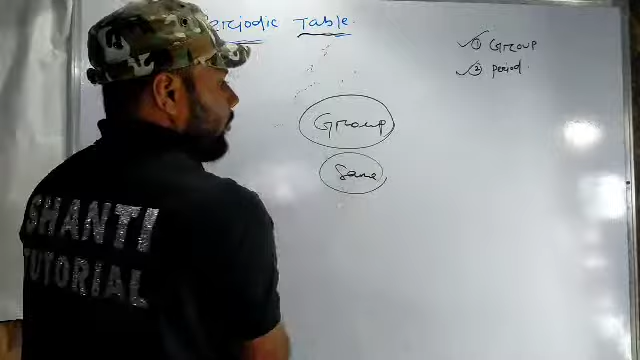 Periodic Table
① Group
② Period
Group
Same
SHANTI
TUTORIAL